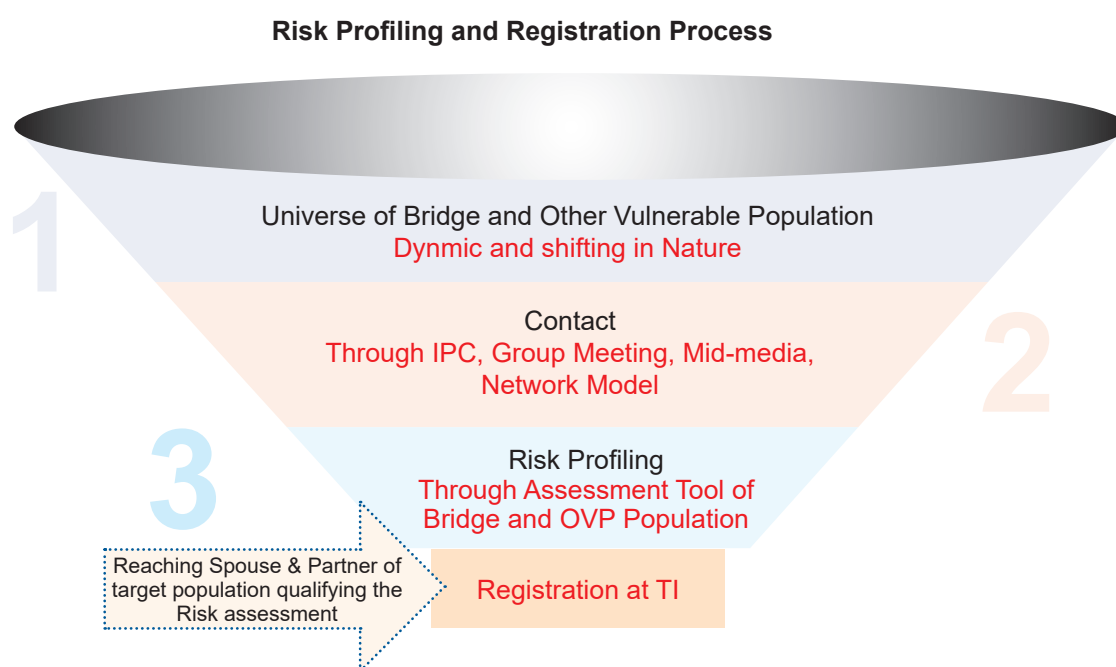 Risk Profiling and Registration Process
1
Universe of Bridge and Other Vulnerable Population
Dynmic and shifting in Nature
Contact
Through IPC, Group Meeting, Mid-media,
Network Model
2
3
Risk Profiling
Through Assessment Tool of
Bridge and OVP Population
Reaching Spouse & Partner of
target population qualifying the
Risk assessment
Registration at TI